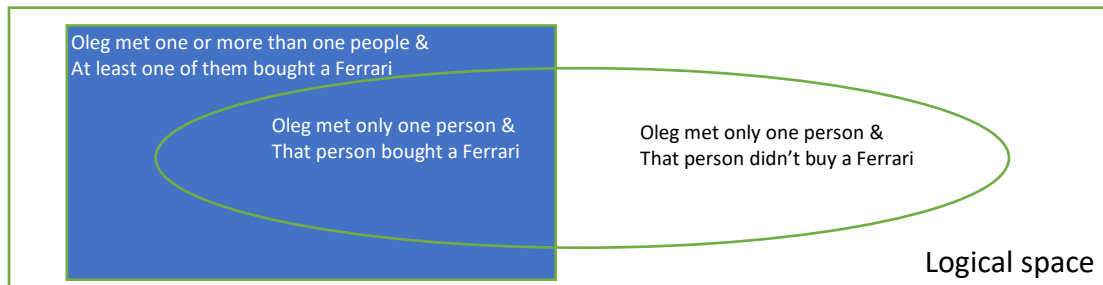 Oleg met one or more than one people &
At least one of them bought a Ferrari
Oleg met only one person &
That person bought a Ferrari
Oleg met only one person &
That person didn’t buy a Ferrari
Logical space